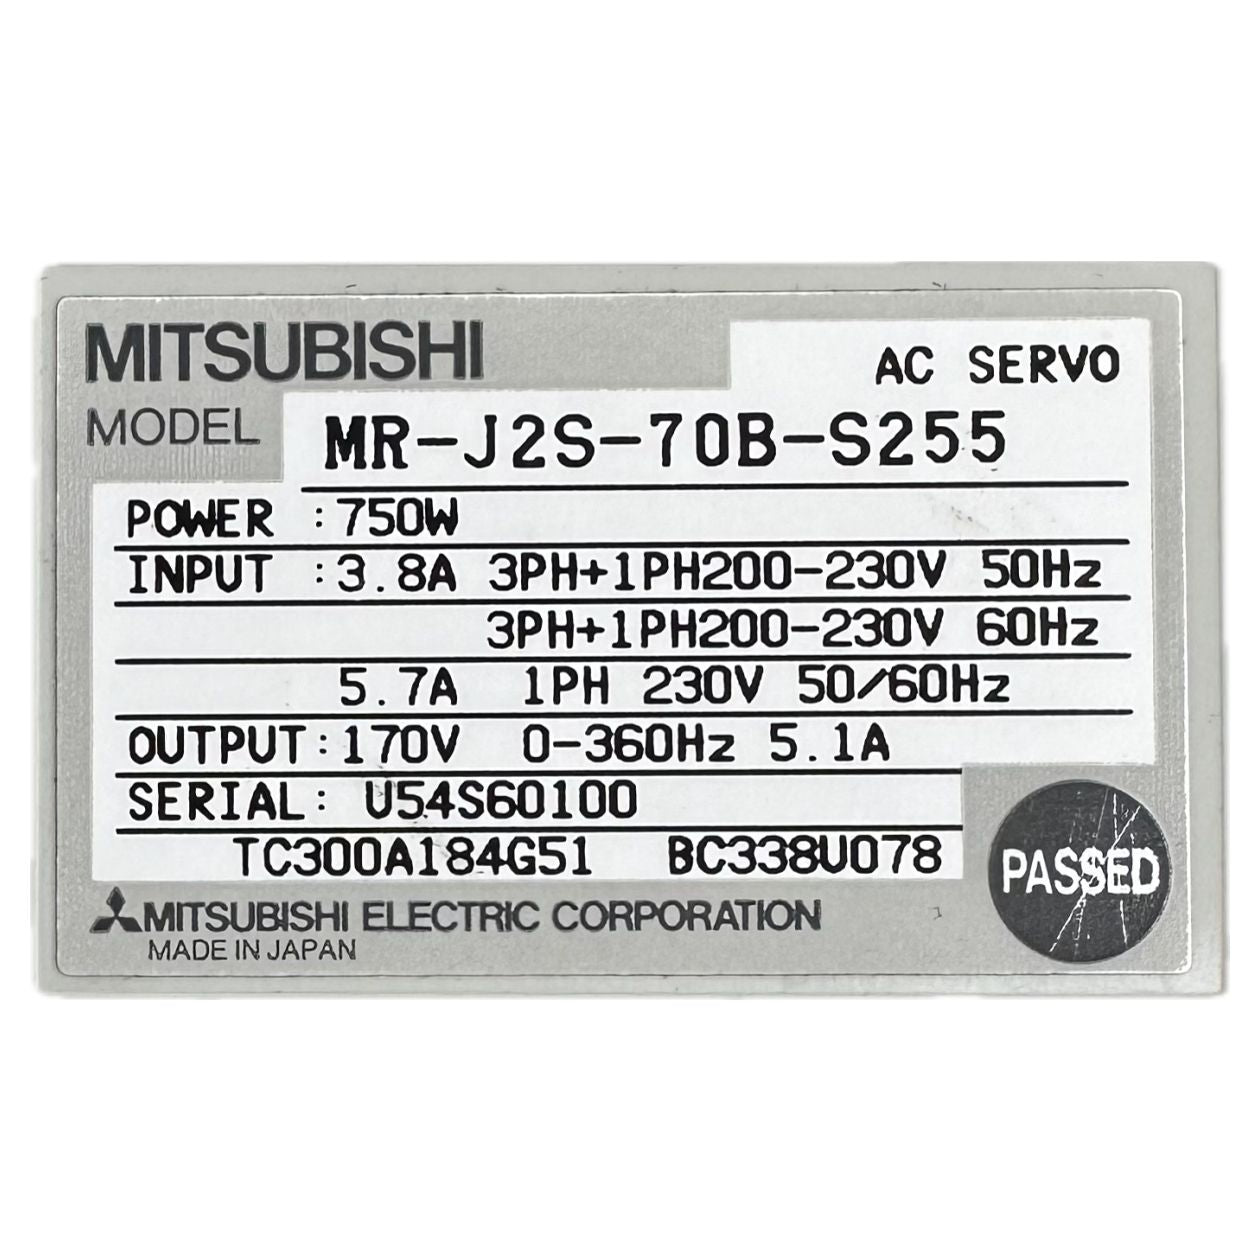 MITSUBISHI
AC SERVO
MODEL MR-J2S-70B-S255
POWER :750W
INPUT :3.8A 3PH+1PH200-230V 50Hz
3PH+1PH200-230V 60Hz
5.7A 1PH 230V 50/60Hz
OUTPUT:170V 0-360Hz 5.1A
SERIAL: U54S60100
TC300A184G51 BC338U078
PASSED
MITSUBISHI ELECTRIC CORPORATION
MADE IN JAPAN